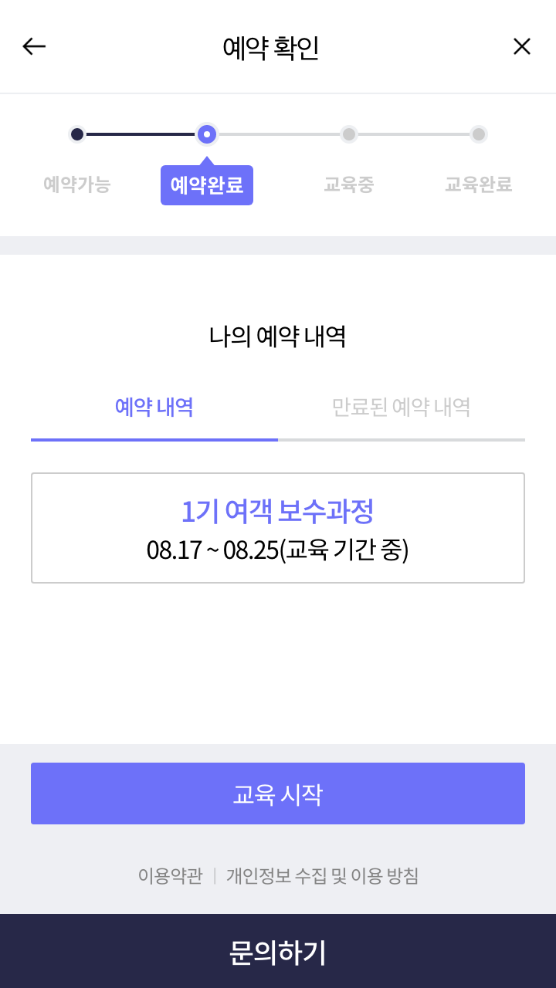 예약 확인
예약가능 예약완료 교육중 교육완료
나의 예약 내역
예약 내역 만료된 예약 내역
1기 여객 보수과정
08.17 ~ 08.25(교육 기간 중)
교육 시작
이용약관 | 개인정보 수집 및 이용 방침
문의하기